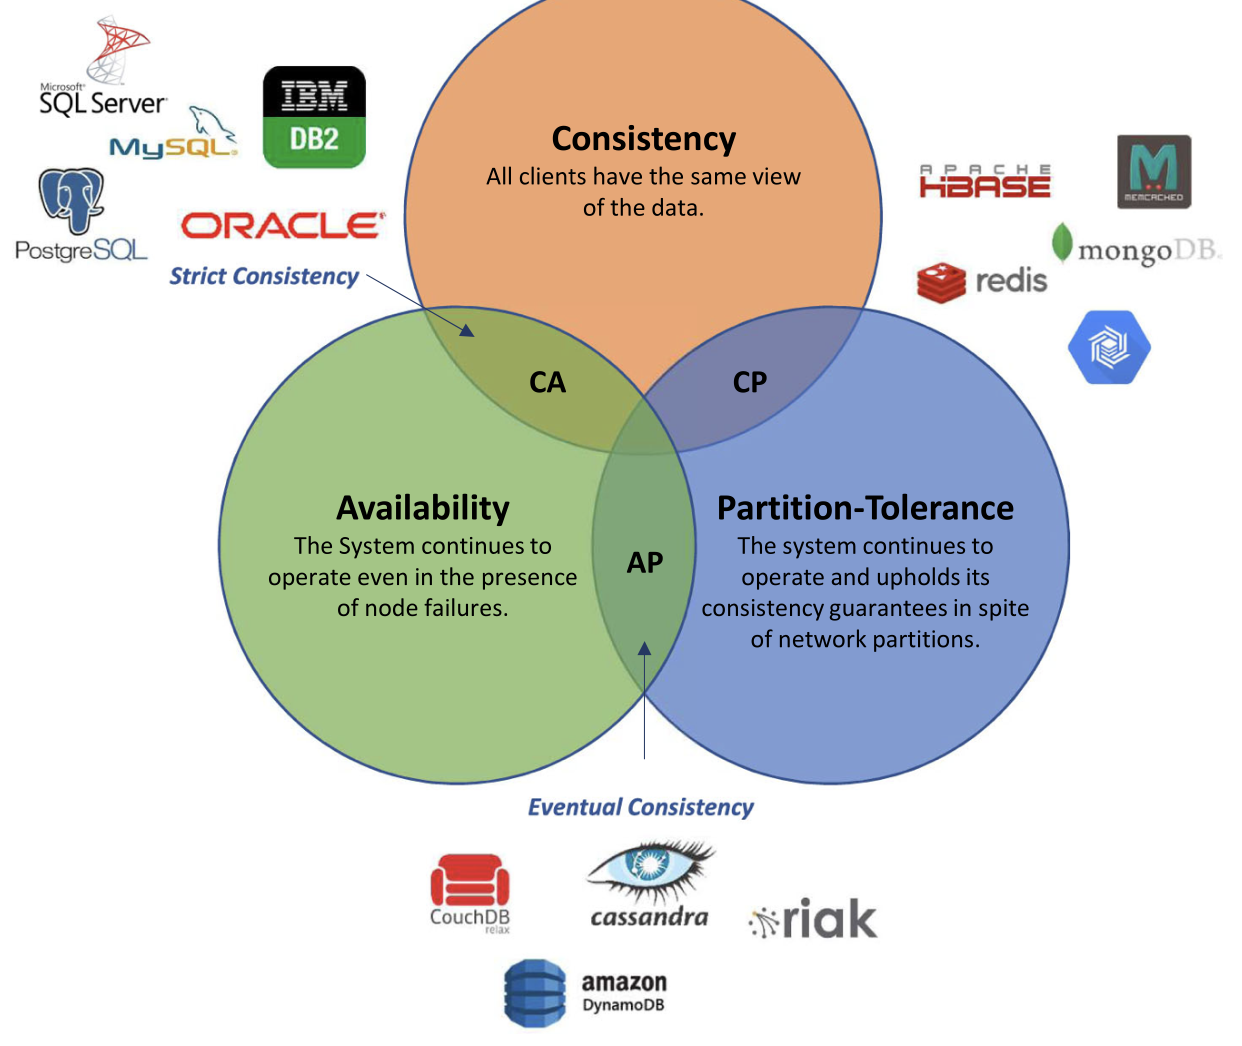 Microsoft®
SQL Server®
MySQL®
IBM
DB2
PostgreSQL
ORACLE®
Strict Consistency
Consistency
All clients have the same view
of the data.
APACHE
HBASE
MEMCACHED
mongoDB®
redis
CA
CP
Availability
The System continues to
operate even in the presence
of node failures.
Partition-Tolerance
The system continues to
operate and upholds its
consistency guarantees in spite
of network partitions.
AP
Eventual Consistency
CouchDB
relax
cassandra
riak
amazon
DynamoDB